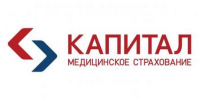 КАПИТАЛ
МЕДИЦИНСКОЕ СТРАХОВАНИЕ